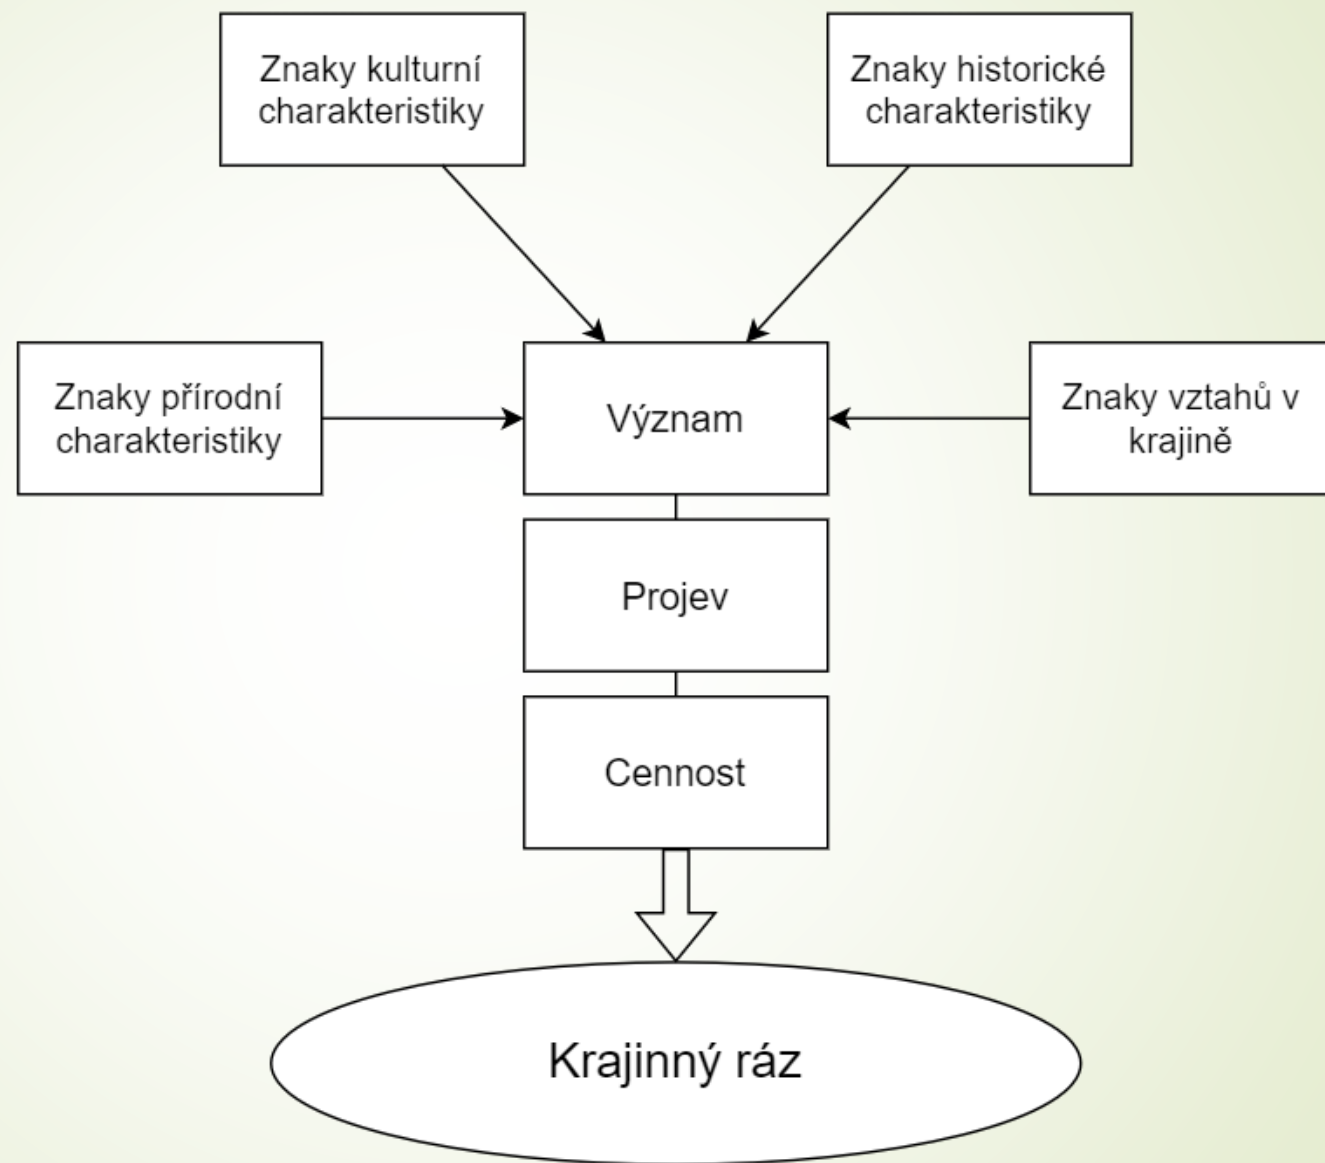 Znaky kulturní
charakteristiky
Znaky historické
charakteristiky
Znaky přírodní
charakteristiky
Význam
Znaky vztahů v
krajině
Projev
Cennost
Krajinný ráz